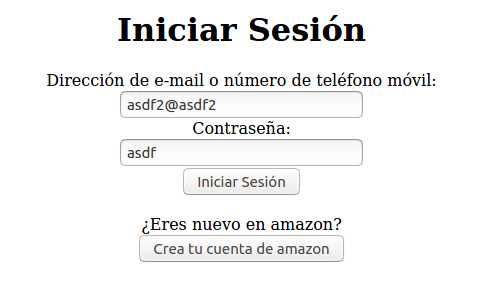 Iniciar Sesión
Dirección de e-mail o número de teléfono móvil:
asdf2@asdf2
Contraseña:
asdf
Iniciar Sesión
¿Eres nuevo en amazon?
Crea tu cuenta de amazon